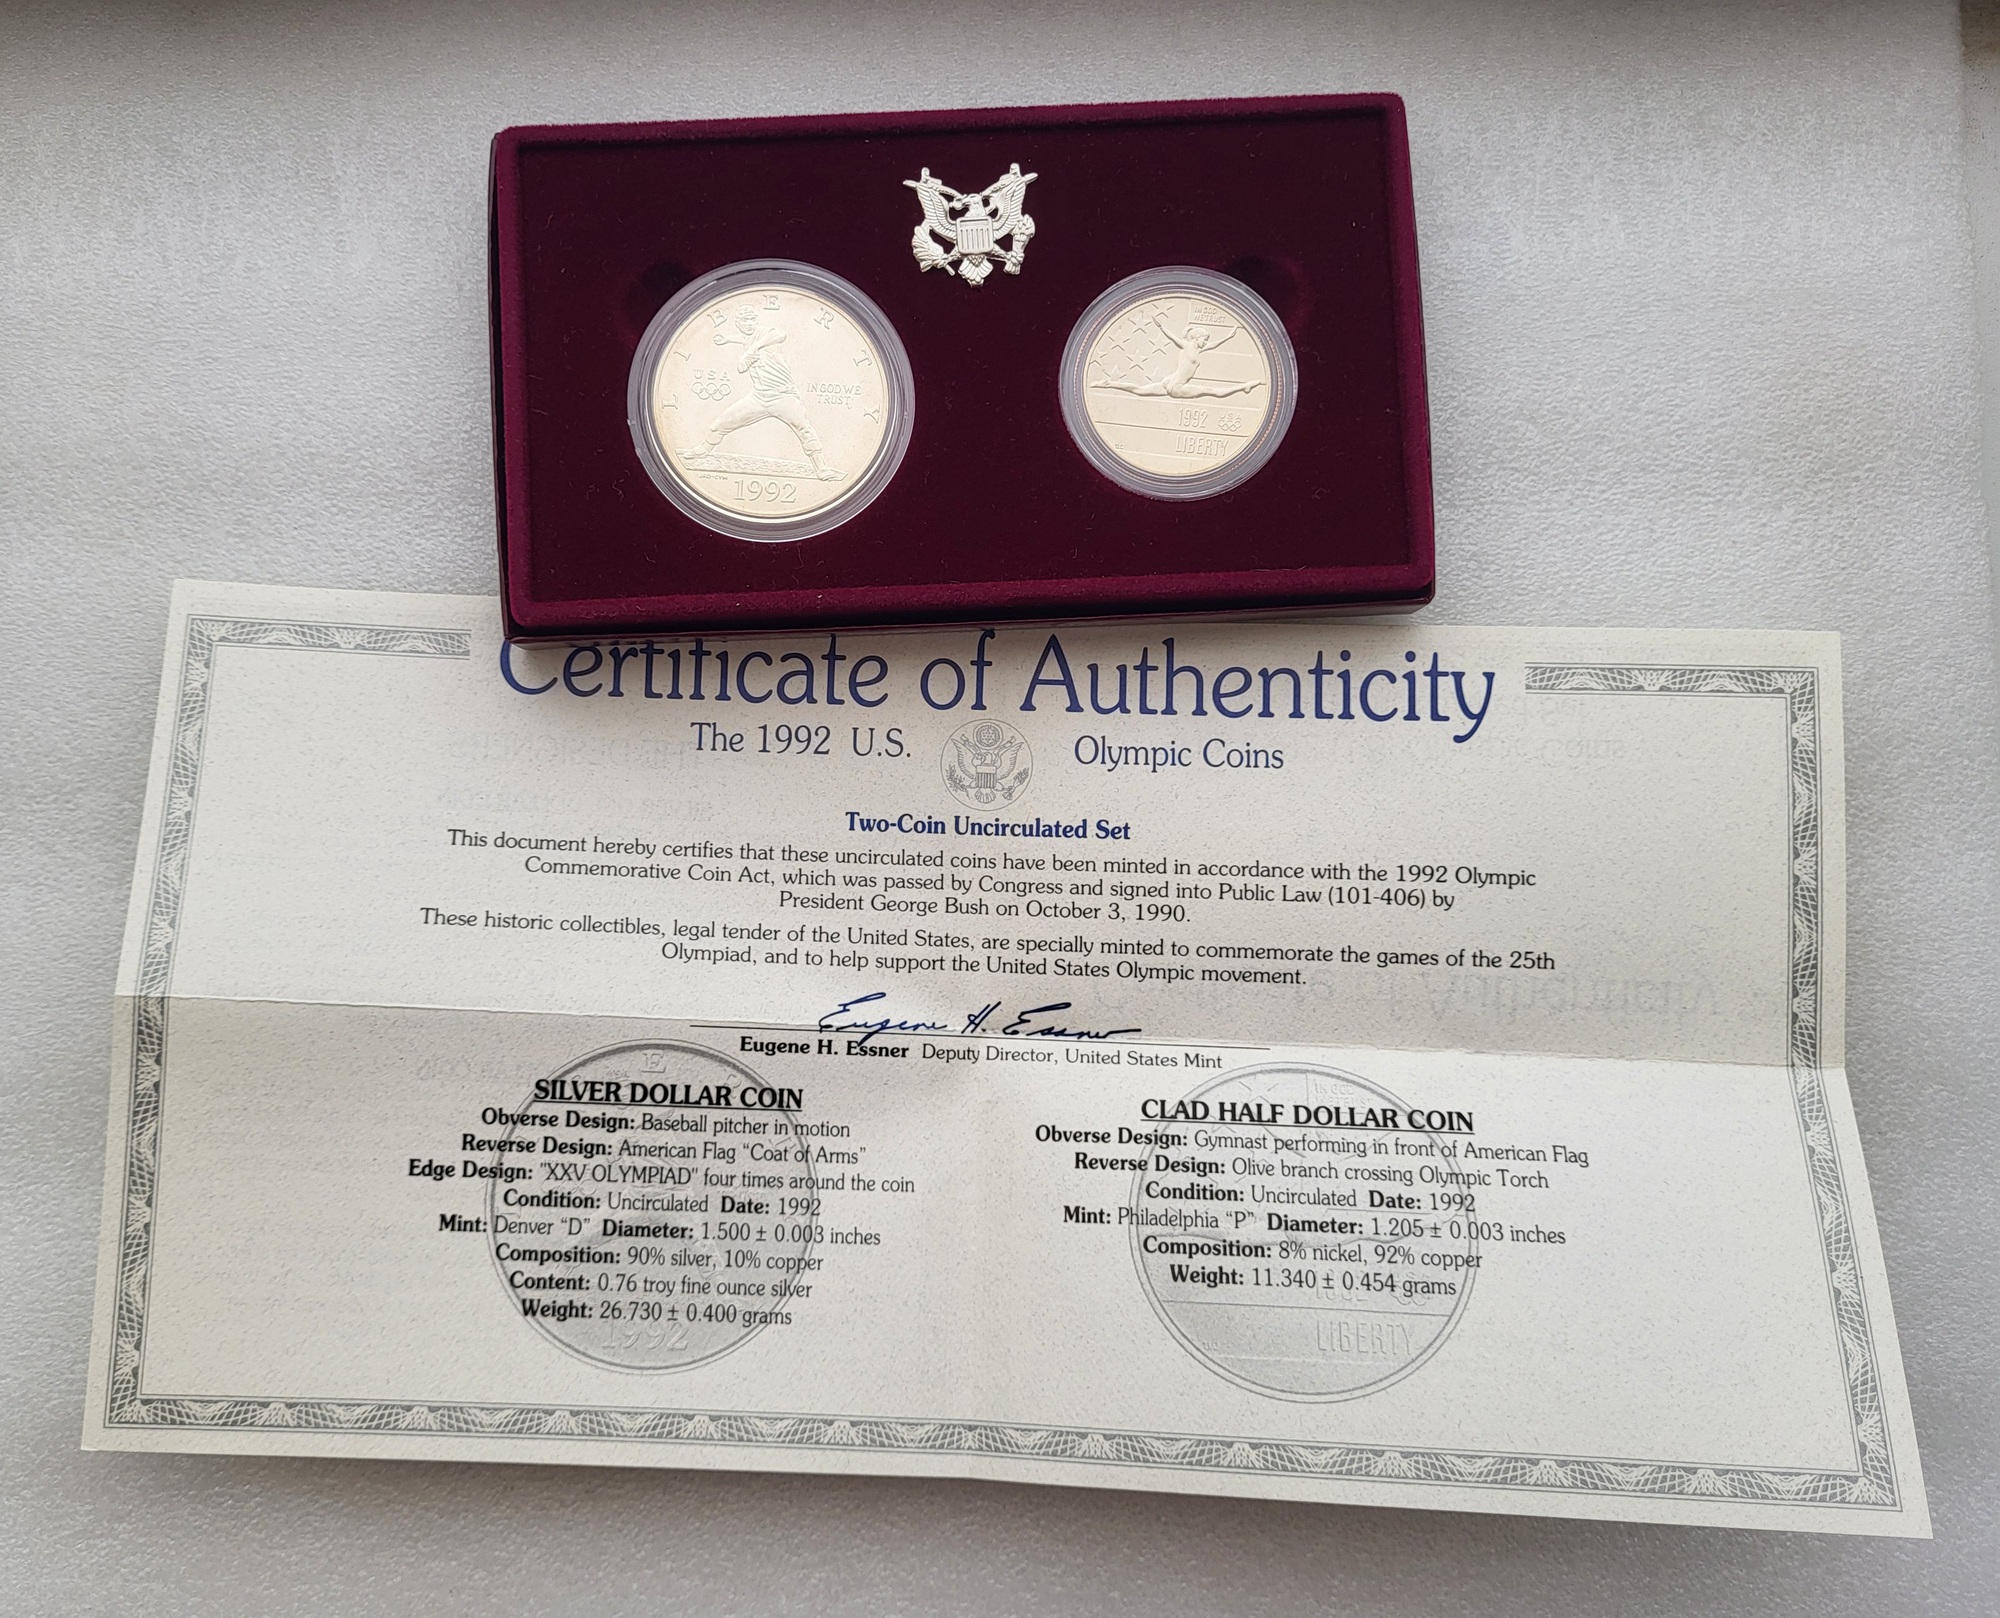 LIBERTY
USA
IN GOD WE
TRUST
JRD-CVM
1992
IN GOD
WE TRUST
1992 USA
LIBERTY
Certificate of Authenticity
The 1992 U.S. Olympic Coins
Two-Coin Uncirculated Set
This document hereby certifies that these uncirculated coins have been minted in accordance with the 1992 Olympic
Commemorative Coin Act, which was passed by Congress and signed into Public Law (101-406) by
President George Bush on October 3, 1990.
These historic collectibles, legal tender of the United States, are specially minted to commemorate the games of the 25th
Olympiad, and to help support the United States Olympic movement.
Eugene H. Essner
Eugene H. Essner Deputy Director, United States Mint
SILVER DOLLAR COIN
Obverse Design: Baseball pitcher in motion
Reverse Design: American Flag “Coat of Arms”
Edge Design: "XXV OLYMPIAD" four times around the coin
Condition: Uncirculated Date: 1992
Mint: Denver “D” Diameter: 1.500 ± 0.003 inches
Composition: 90% silver, 10% copper
Content: 0.76 troy fine ounce silver
Weight: 26.730 ± 0.400 grams
1992
CLAD HALF DOLLAR COIN
Obverse Design: Gymnast performing in front of American Flag
Reverse Design: Olive branch crossing Olympic Torch
Condition: Uncirculated Date: 1992
Mint: Philadelphia “P” Diameter: 1.205 ± 0.003 inches
Composition: 8% nickel, 92% copper
Weight: 11.340 ± 0.454 grams
LIBERTY